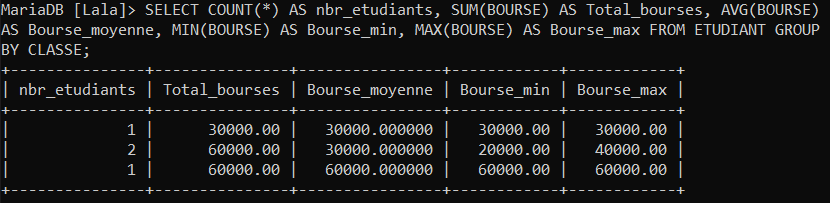 MariaDB [Lala]> SELECT COUNT(*) AS nbr_etudiants, SUM(BOURSE) AS Total_bourses, AVG(BOURSE)
AS Bourse_moyenne, MIN(BOURSE) AS Bourse_min, MAX(BOURSE) AS Bourse_max FROM ETUDIANT GROUP
BY CLASSE;
+---------------+---------------+----------------+------------+------------+
| nbr_etudiants | Total_bourses | Bourse_moyenne | Bourse_min | Bourse_max |
+---------------+---------------+----------------+------------+------------+
|             1 |      30000.00 |   30000.000000 |   30000.00 |   30000.00 |
|             2 |      60000.00 |   30000.000000 |   20000.00 |   40000.00 |
|             1 |      60000.00 |   60000.000000 |   60000.00 |   60000.00 |
+---------------+---------------+----------------+------------+------------+